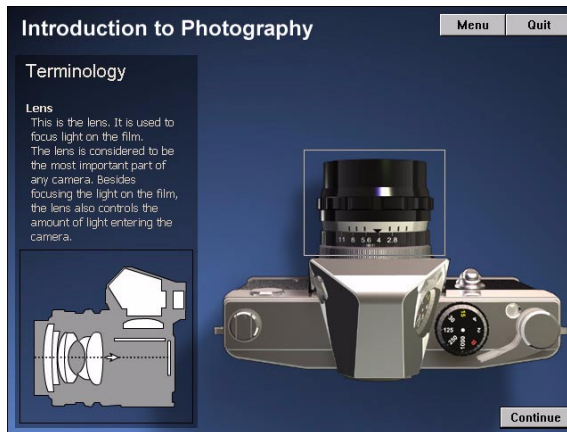 Introduction to Photography
Menu
Quit
Terminology
Lens
This is the lens. It is used to
focus light on the film.
The lens is considered to be
the most important part of
any camera. Besides
focusing the light on the film,
the lens also controls the
amount of light entering the
camera.
11 8 5.6 4 2.8
125
250
1000
Continue